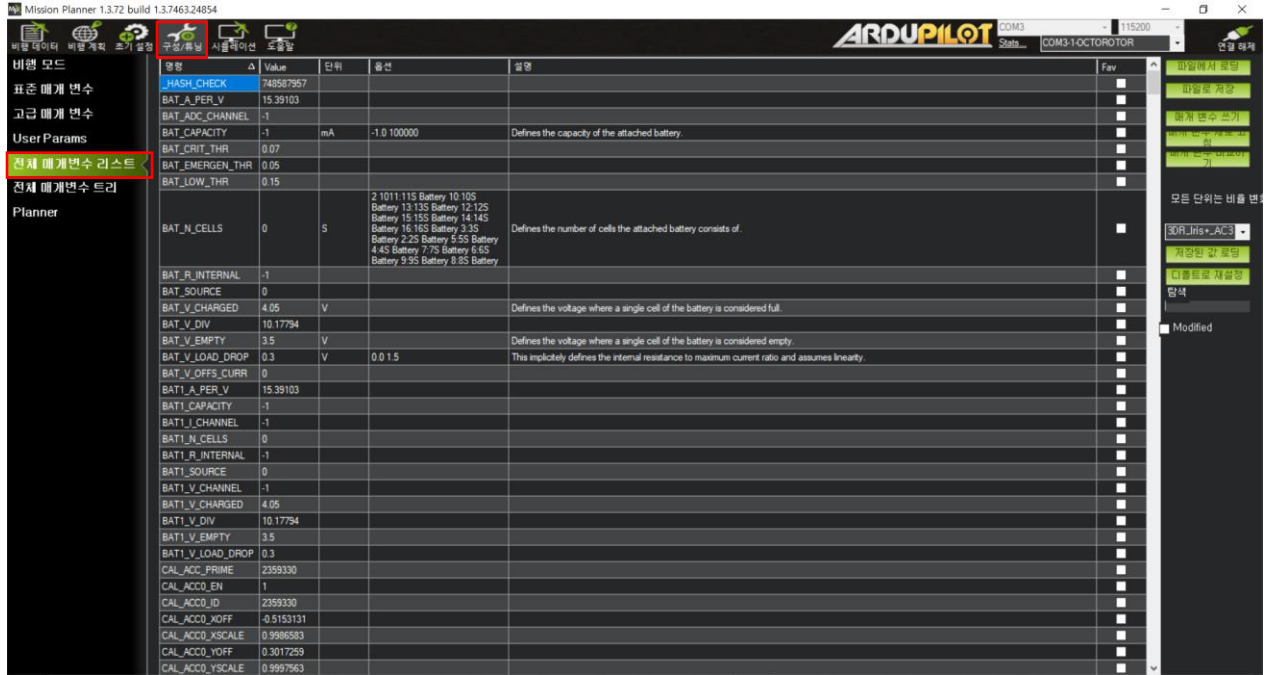 Mission Planner 1.3.72 build 1.3.7463.24854
비행 데이터 비행 계획 초기 설정 구성/튜닝 시뮬레이션 도움말
ARDUPILOT
COM3 115200
Stats... COM3-1-OCTOROTOR
연결 해제
비행 모드
표준 매개 변수
고급 매개 변수
User Params
전체 매개변수 리스트
전체 매개변수 트리
Planner
명령 Value 단위 옵션 설명 Fav
_HASH_CHECK 748587957
BAT_A_PER_V 15.39103
BAT_ADC_CHANNEL -1
BAT_CAPACITY -1 mA -1.0 100000 Defines the capacity of the attached battery.
BAT_CRIT_THR 0.07
BAT_EMERGEN_THR 0.05
BAT_LOW_THR 0.15
BAT_N_CELLS 0 S
2 1011:11S Battery 10:10S
Battery 13:13S Battery 12:12S
Battery 15:15S Battery 14:14S
Battery 16:16S Battery 3:3S
Battery 2:2S Battery 5:5S Battery
4:4S Battery 7:7S Battery 6:6S
Battery 9:9S Battery 8:8S Battery
Defines the number of cells the attached battery consists of.
BAT_R_INTERNAL -1
BAT_SOURCE 0
BAT_V_CHARGED 4.05 V Defines the voltage where a single cell of the battery is considered full.
BAT_V_DIV 10.17794
BAT_V_EMPTY 3.5 V Defines the voltage where a single cell of the battery is considered empty.
BAT_V_LOAD_DROP 0.3 V 0.0 1.5 This implicitely defines the internal resistance to maximum current ratio and assumes linearity.
BAT_V_OFFS_CURR 0
BAT1_A_PER_V 15.39103
BAT1_CAPACITY -1
BAT1_I_CHANNEL -1
BAT1_N_CELLS 0
BAT1_R_INTERNAL -1
BAT1_SOURCE 0
BAT1_V_CHANNEL -1
BAT1_V_CHARGED 4.05
BAT1_V_DIV 10.17794
BAT1_V_EMPTY 3.5
BAT1_V_LOAD_DROP 0.3
CAL_ACC_PRIME 2359330
CAL_ACC0_EN 1
CAL_ACC0_ID 2359330
CAL_ACC0_XOFF -0.5153131
CAL_ACC0_XSCALE 0.9986583
CAL_ACC0_YOFF 0.3017259
CAL_ACC0_YSCALE 0.9997563
파일에서 로딩
파일로 저장
매개 변수 쓰기
모든 단위는 비율 변
3DR_Iris+_AC3
저장된 값 로딩
디폴트로 재설정
탐색
Modified